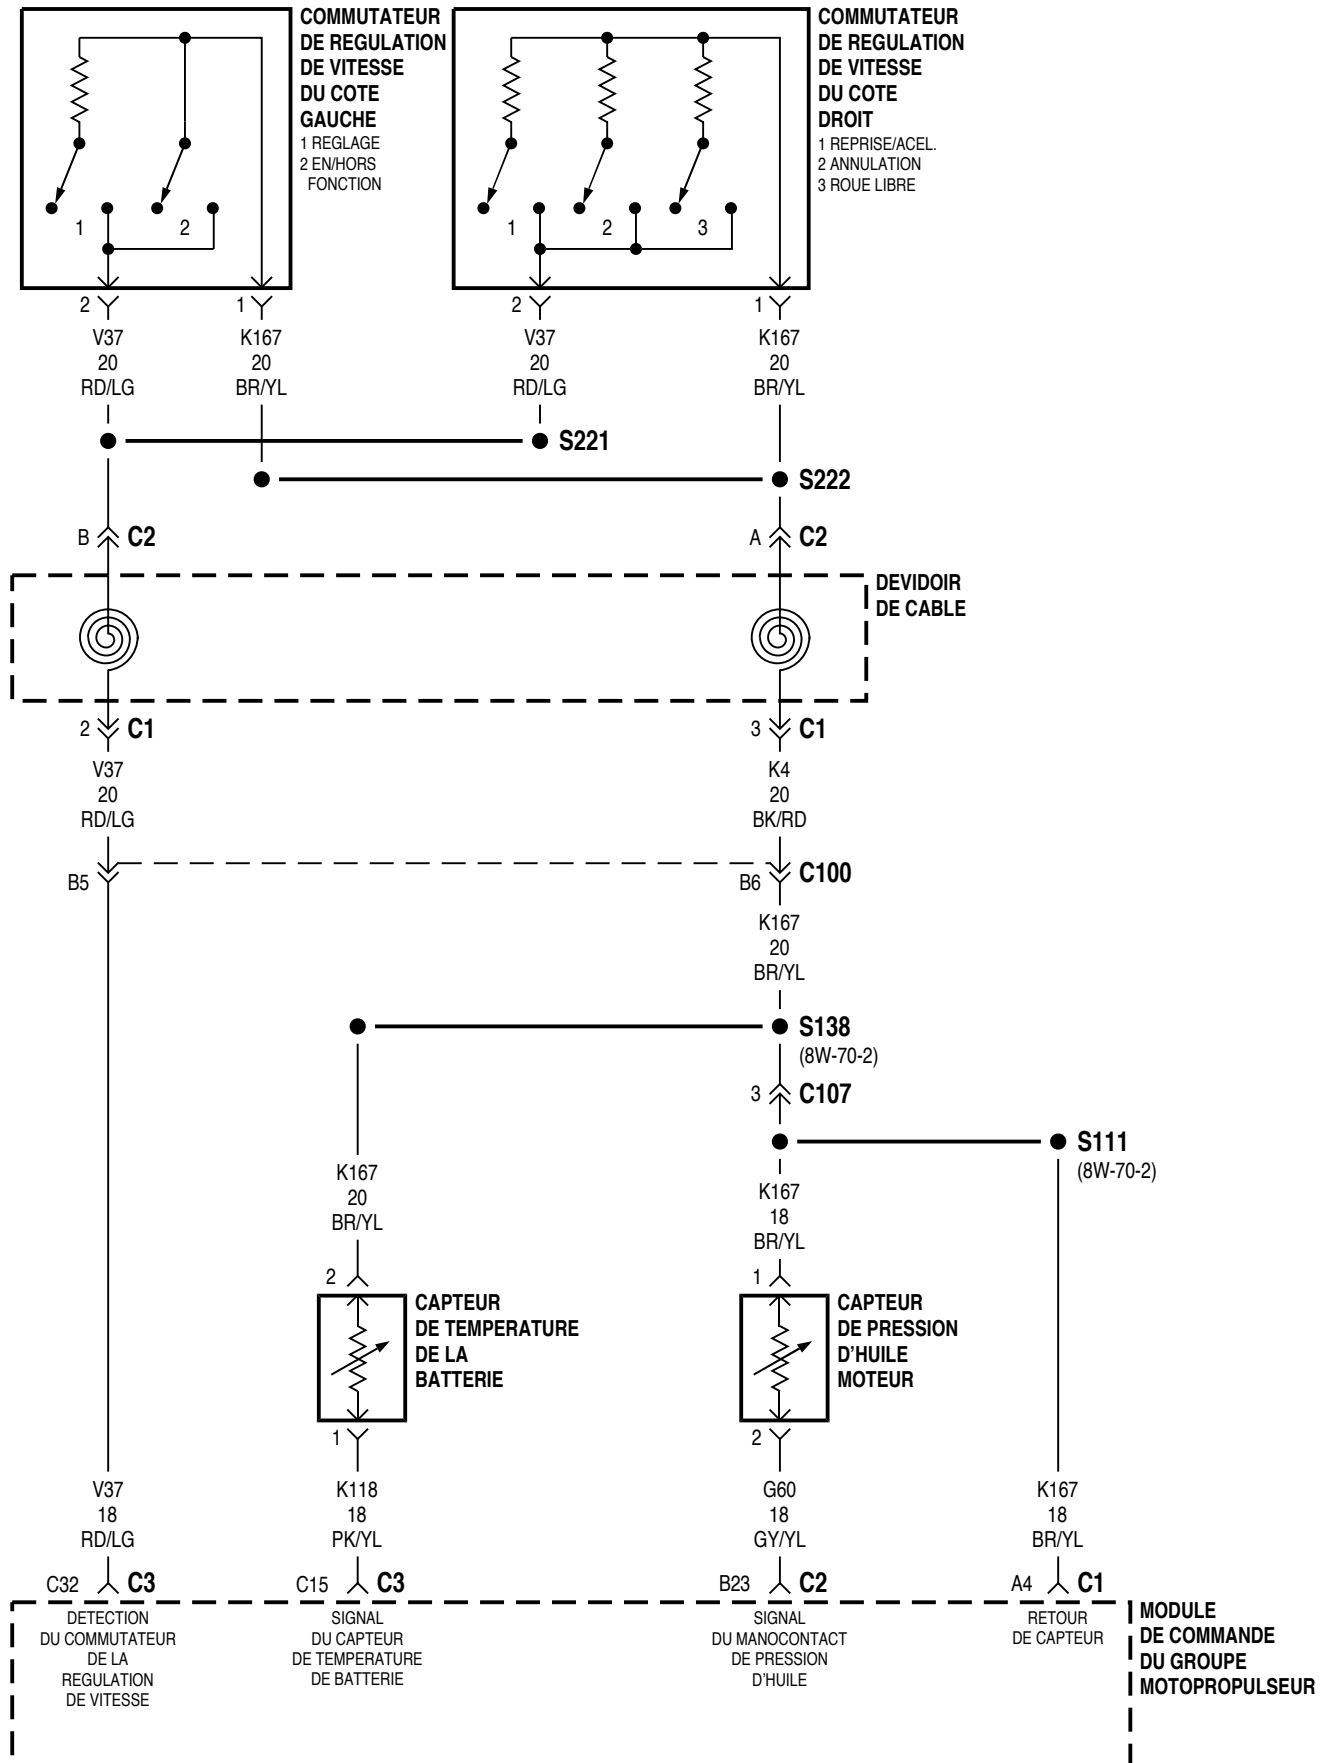 COMMUTATEUR
DE REGULATION
DE VITESSE
DU COTE
GAUCHE
1 REGLAGE
2 EN/HORS
FONCTION
COMMUTATEUR
DE REGULATION
DE VITESSE
DU COTE
DROIT
1 REPRISE/ACEL.
2 ANNULATION
3 ROUE LIBRE
1 2
1 2 3
2 1 2 1
V37 K167 V37 K167
20 20 20 20
RD/LG BR/YL RD/LG BR/YL
S221
S222
B C2 A C2
DEVIDOIR
DE CABLE
2 C1 3 C1
V37 K4
20 20
RD/LG BK/RD
B5 B6 C100
K167
20
BR/YL
S138
(8W-70-2)
3 C107
S111
(8W-70-2)
K167
20
BR/YL
K167
18
BR/YL
2 1
CAPTEUR
DE TEMPERATURE
DE LA
BATTERIE
CAPTEUR
DE PRESSION
D'HUILE
MOTEUR
1 2
V37 K118 G60 K167
18 18 18 18
RD/LG PK/YL GY/YL BR/YL
C32 C3 C15 C3 B23 C2 A4 C1
DETECTION
DU COMMUTATEUR
DE LA
REGULATION
DE VITESSE
SIGNAL
DU CAPTEUR
DE TEMPERATURE
DE BATTERIE
SIGNAL
DU MANOCONTACT
DE PRESSION
D'HUILE
RETOUR
DE CAPTEUR
MODULE
DE COMMANDE
DU GROUPE
MOTOPROPULSEUR